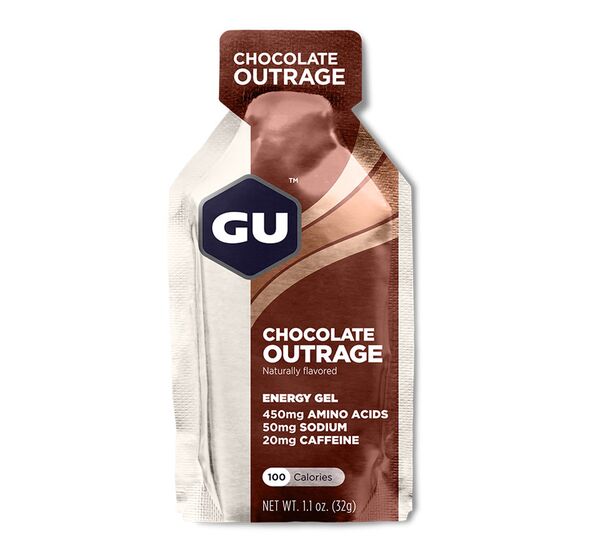 CHOCOLATE
OUTRAGE
™
GU
CHOCOLATE
OUTRAGE
Naturally flavored
ENERGY GEL
450mg AMINO ACIDS
50mg SODIUM
20mg CAFFEINE
100 Calories
NET WT. 1.1 oz. (32g)